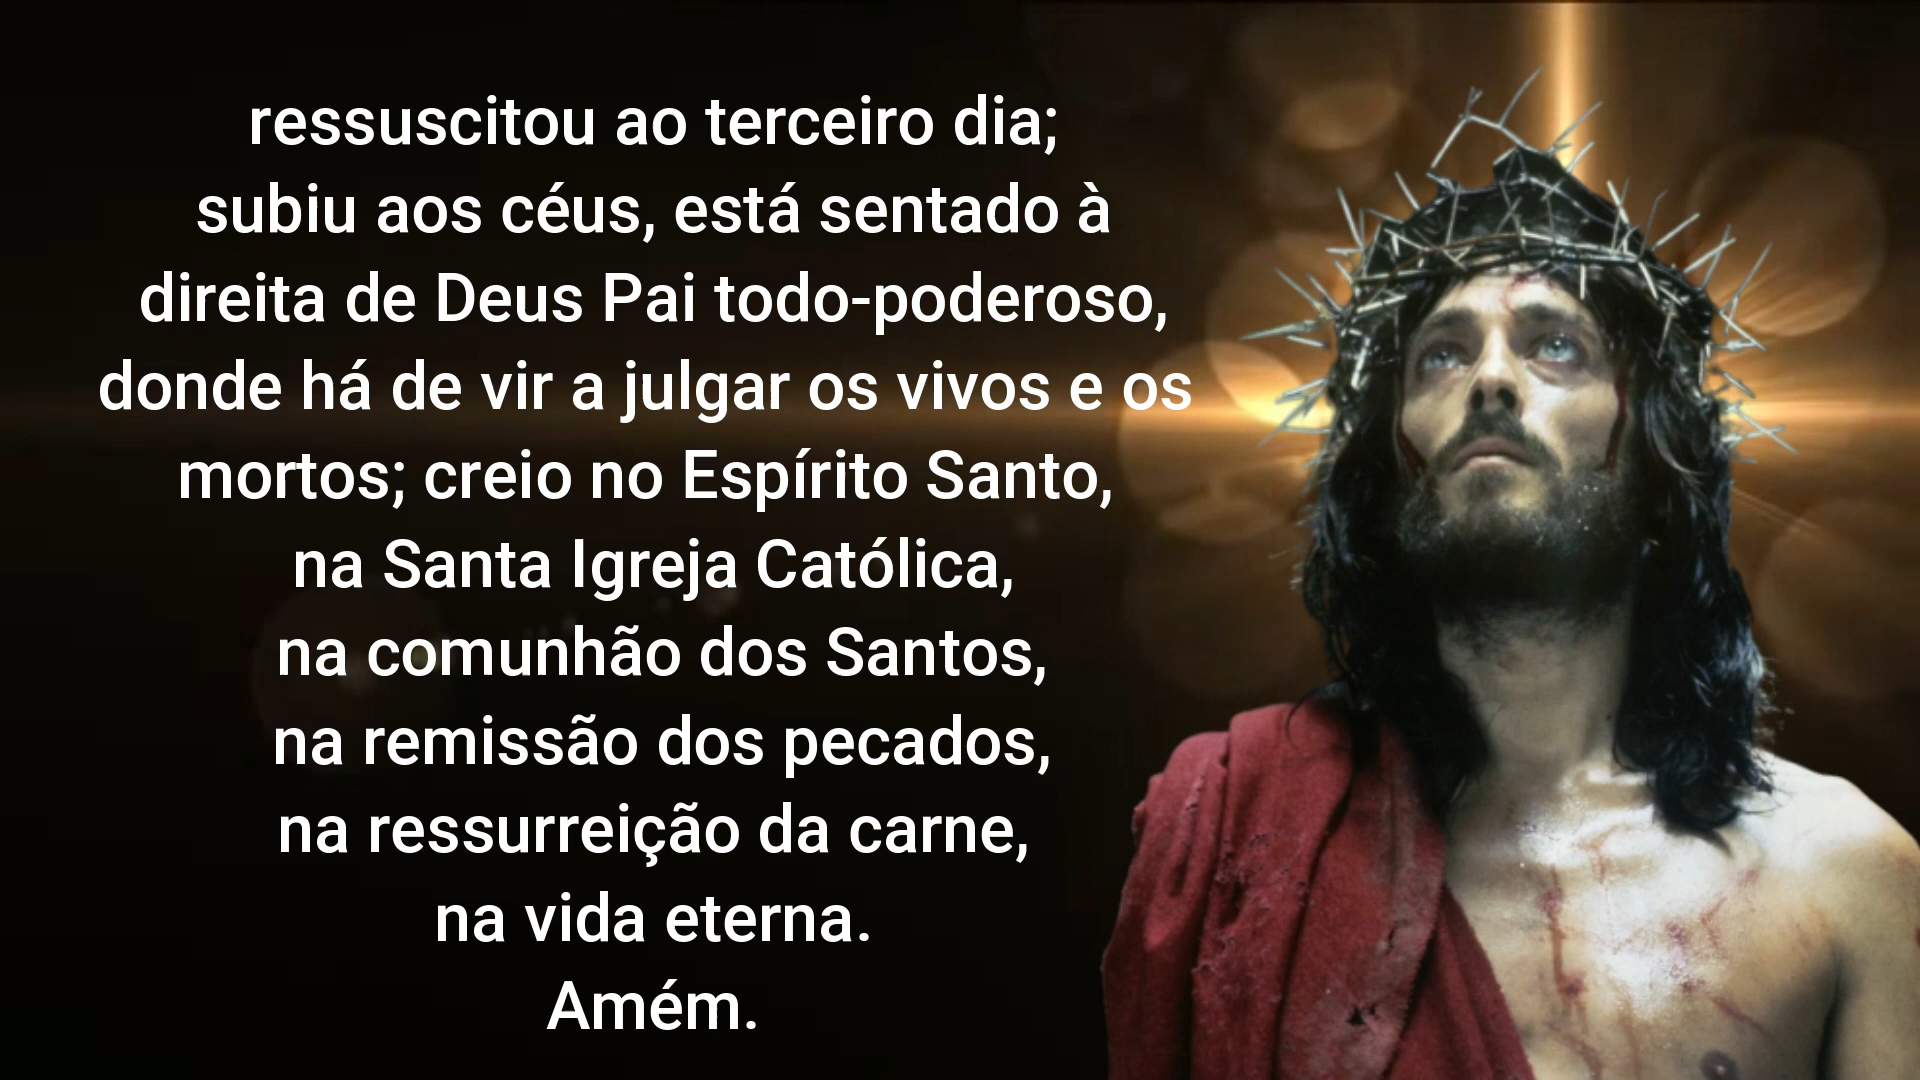 ressuscitou ao terceiro dia;
subiu aos céus, está sentado à
direita de Deus Pai todo-poderoso,
donde há de vir a julgar os vivos e os
mortos; creio no Espírito Santo,
na Santa Igreja Católica,
na comunhão dos Santos,
na remissão dos pecados,
na ressurreição da carne,
na vida eterna.
Amém.